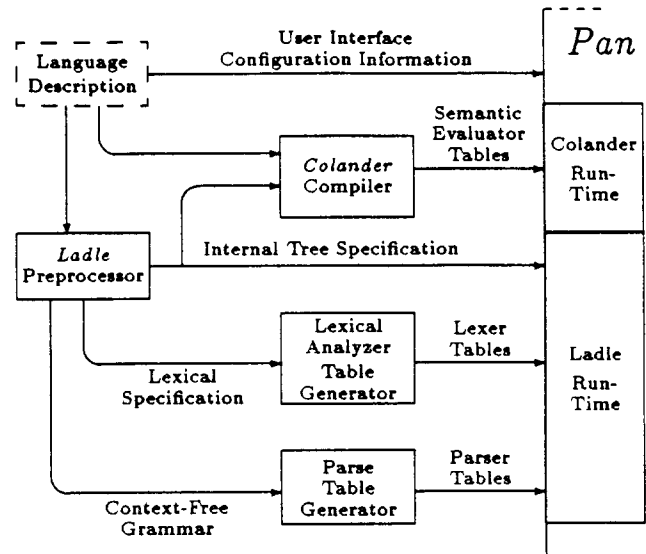 User Interface
Configuration Information
Pan
Language
Description
Semantic
Evaluator
Tables
Colander
Compiler
Colander
Run-
Time
Ladle
Preprocessor
Internal Tree Specification
Lexical
Analyzer
Table
Generator
Lexer
Tables
Ladle
Run-
Time
Lexical
Specification
Parse
Table
Generator
Parser
Tables
Context-Free
Grammar